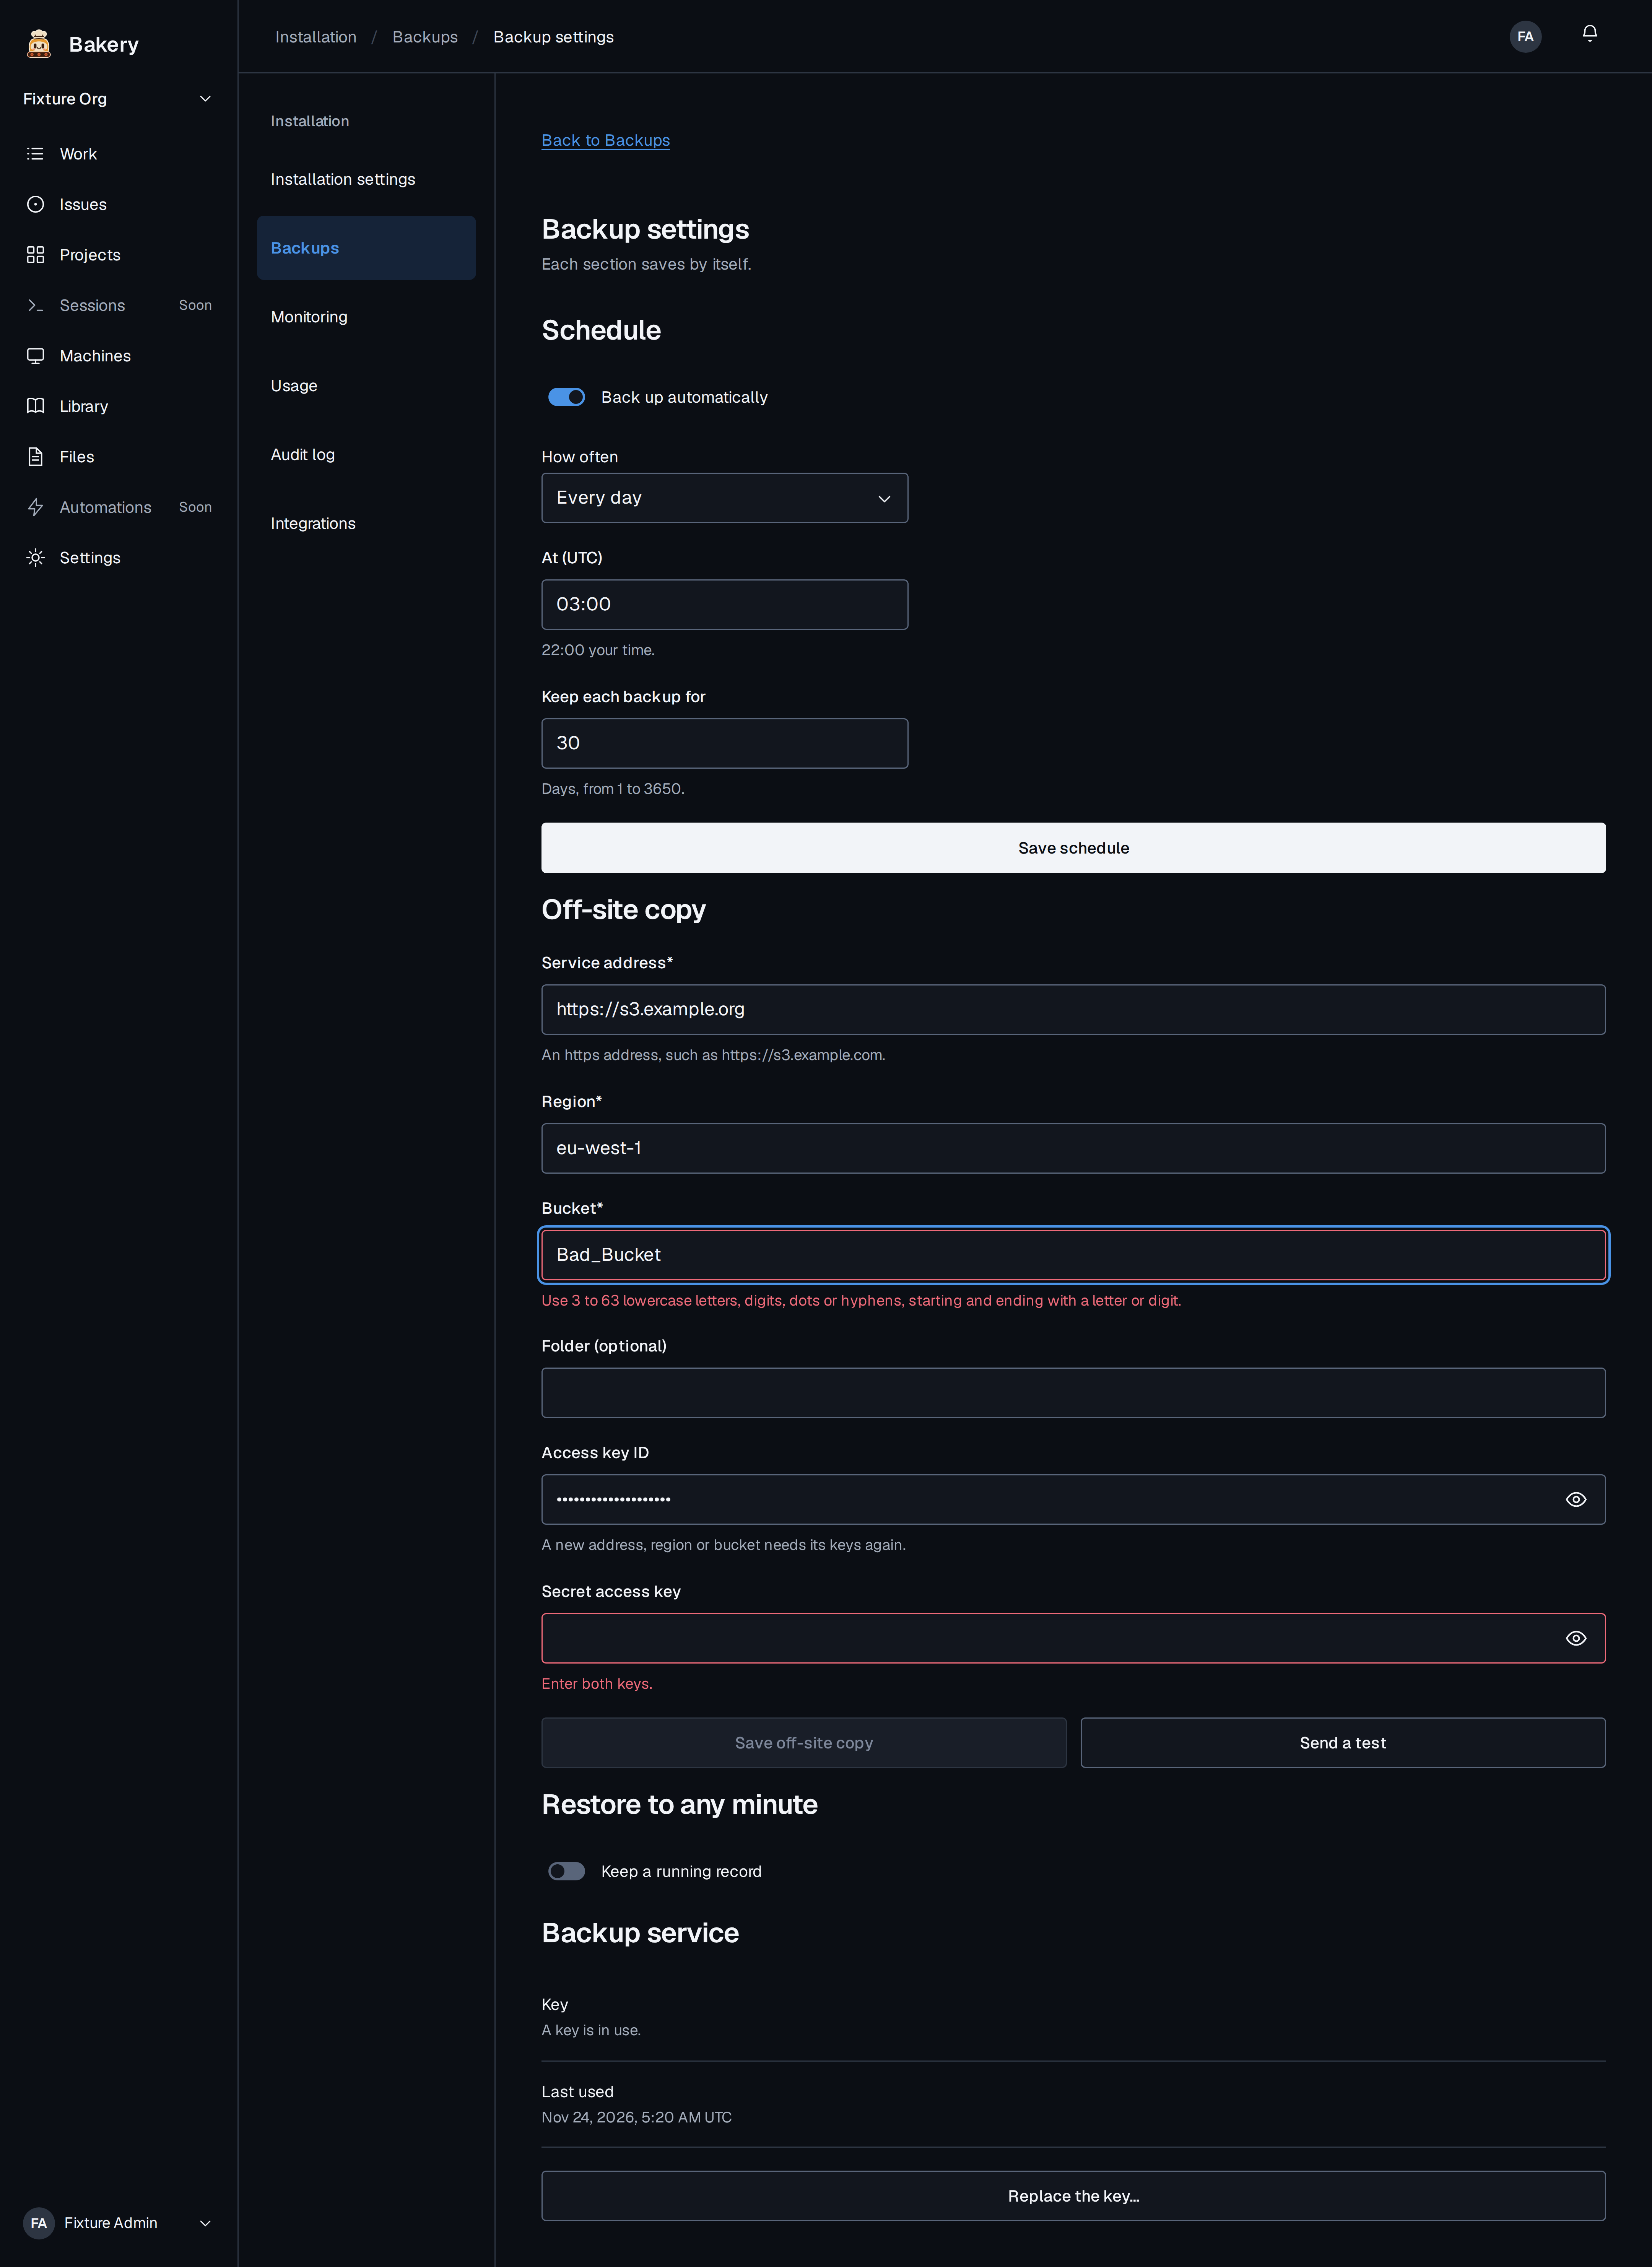 Bakery
Fixture Org
Work
Issues
Projects
Sessions Soon
Machines
Library
Files
Automations Soon
Settings
FA Fixture Admin
Installation / Backups / Backup settings
FA
Installation
Installation settings
Backups
Monitoring
Usage
Audit log
Integrations
Back to Backups
Backup settings
Each section saves by itself.
Schedule
Back up automatically
How often
Every day
At (UTC)
03:00
22:00 your time.
Keep each backup for
30
Days, from 1 to 3650.
Save schedule
Off-site copy
Service address*
https://s3.example.org
An https address, such as https://s3.example.com.
Region*
eu-west-1
Bucket*
Bad_Bucket
Use 3 to 63 lowercase letters, digits, dots or hyphens, starting and ending with a letter or digit.
Folder (optional)
Access key ID
••••••••••••••••••••
A new address, region or bucket needs its keys again.
Secret access key
Enter both keys.
Save off-site copy
Send a test
Restore to any minute
Keep a running record
Backup service
Key
A key is in use.
Last used
Nov 24, 2026, 5:20 AM UTC
Replace the key…